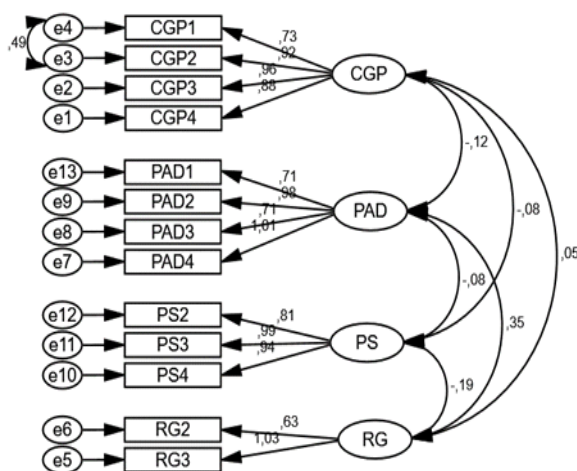 e4 CGP1 ,73
,49 e3 CGP2 ,92 CGP
e2 CGP3 ,96
e1 CGP4 ,88
-,12
e13 PAD1 ,71
e9 PAD2 ,98 PAD -,08
e8 PAD3 ,71
e7 PAD4 1,01
,05
-,08
e12 PS2 ,81 ,35
e11 PS3 ,99 PS
e10 PS4 ,94
-,19
e6 RG2 ,63
e5 RG3 1,03 RG